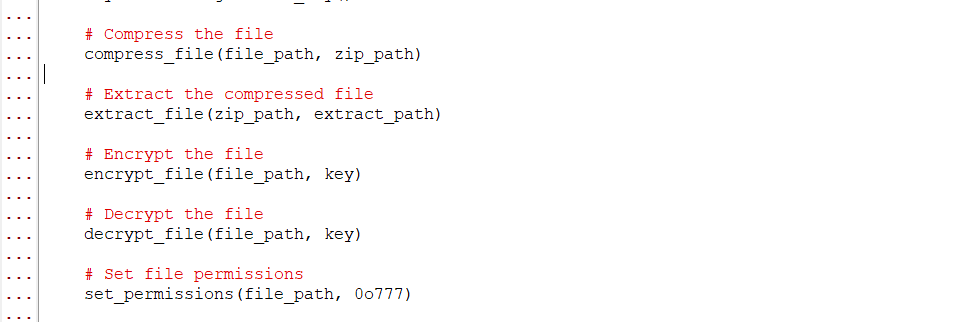 ...
... # Compress the file
... compress_file(file_path, zip_path)
...
... # Extract the compressed file
... extract_file(zip_path, extract_path)
...
... # Encrypt the file
... encrypt_file(file_path, key)
...
... # Decrypt the file
... decrypt_file(file_path, key)
...
... # Set file permissions
... set_permissions(file_path, 0o777)
...